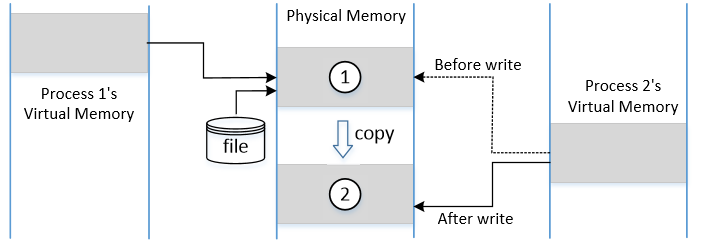 Physical Memory
Process 1's
Virtual Memory
1
Before write
Process 2's
Virtual Memory
file
copy
2
After write